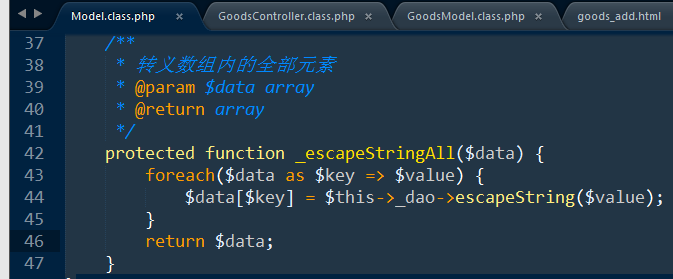 Model.class.php × GoodsController.class.php × GoodsModel.class.php × goods_add.html
37 /**
38 * 转义数组内的全部元素
39 * @param $data array
40 * @return array
41 */
42 protected function _escapeStringAll($data) {
43 foreach($data as $key => $value) {
44 $data[$key] = $this->_dao->escapeString($value);
45 }
46 return $data;
47 }